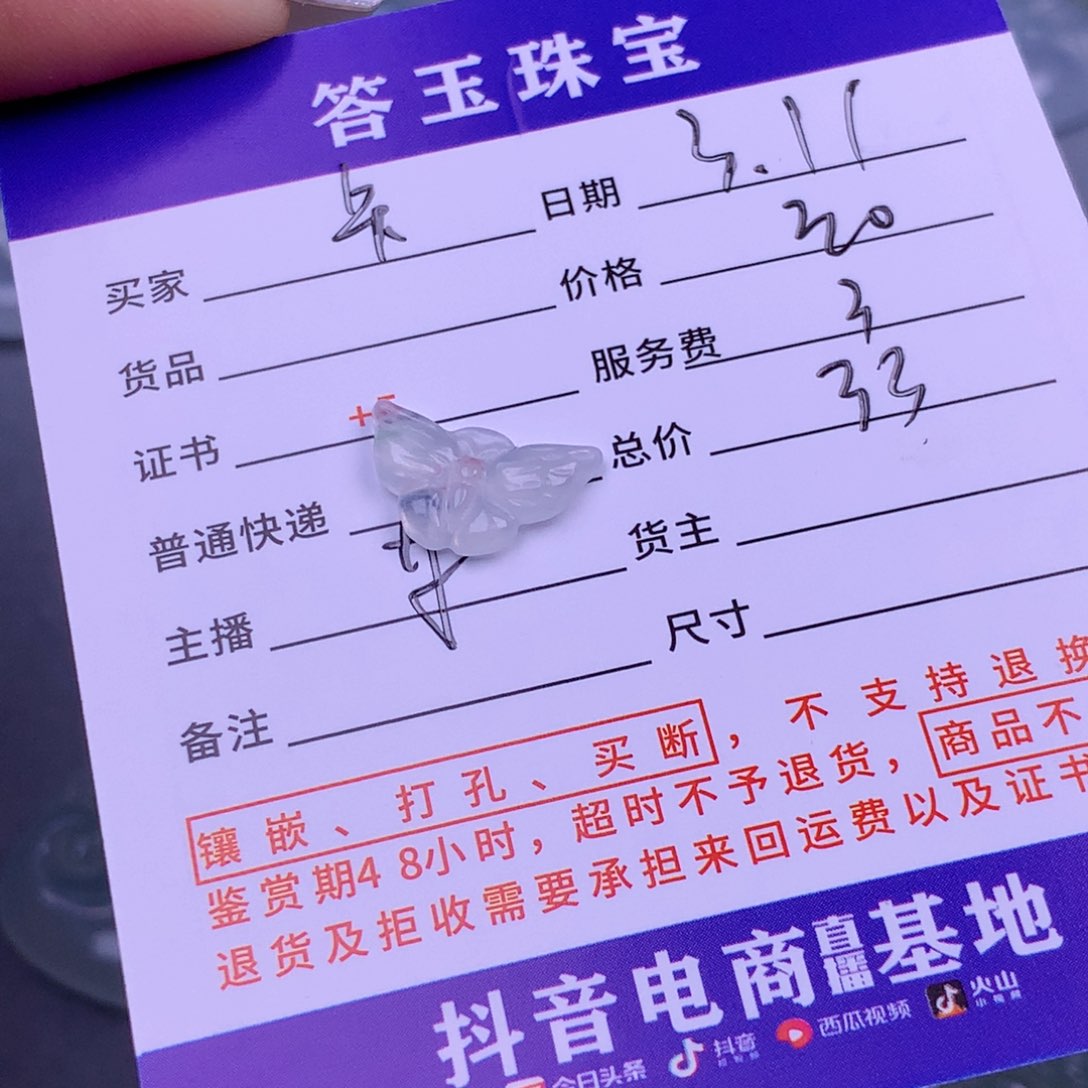 答玉珠宝
买家 朱 日期 3.11
货品 价格 30
证书 服务费 3
普通快递 总价 33
主播 货主
备注 尺寸
镶嵌、打孔、买断,不支持退换
鉴赏期48小时,超时不予退货,商品不
退货及拒收需要承担来回运费以及证书
抖音电商直播基地
今日头条 抖音 西瓜视频 火山